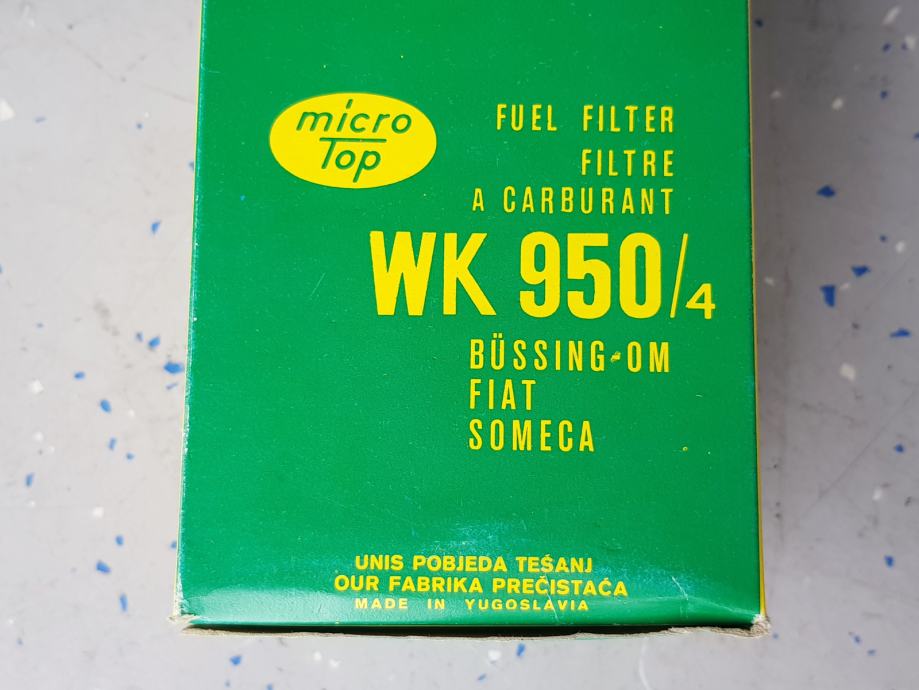 micro
Top
FUEL FILTER
FILTRE
A CARBURANT
WK 950/4
BÜSSING-OM
FIAT
SOMECA
UNIS POBJEDA TEŠANJ
OUR FABRIKA PREČISTAČA
MADE IN YUGOSLAVIA